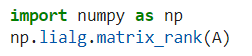 import numpy as np
np.lialg.matrix_rank(A)